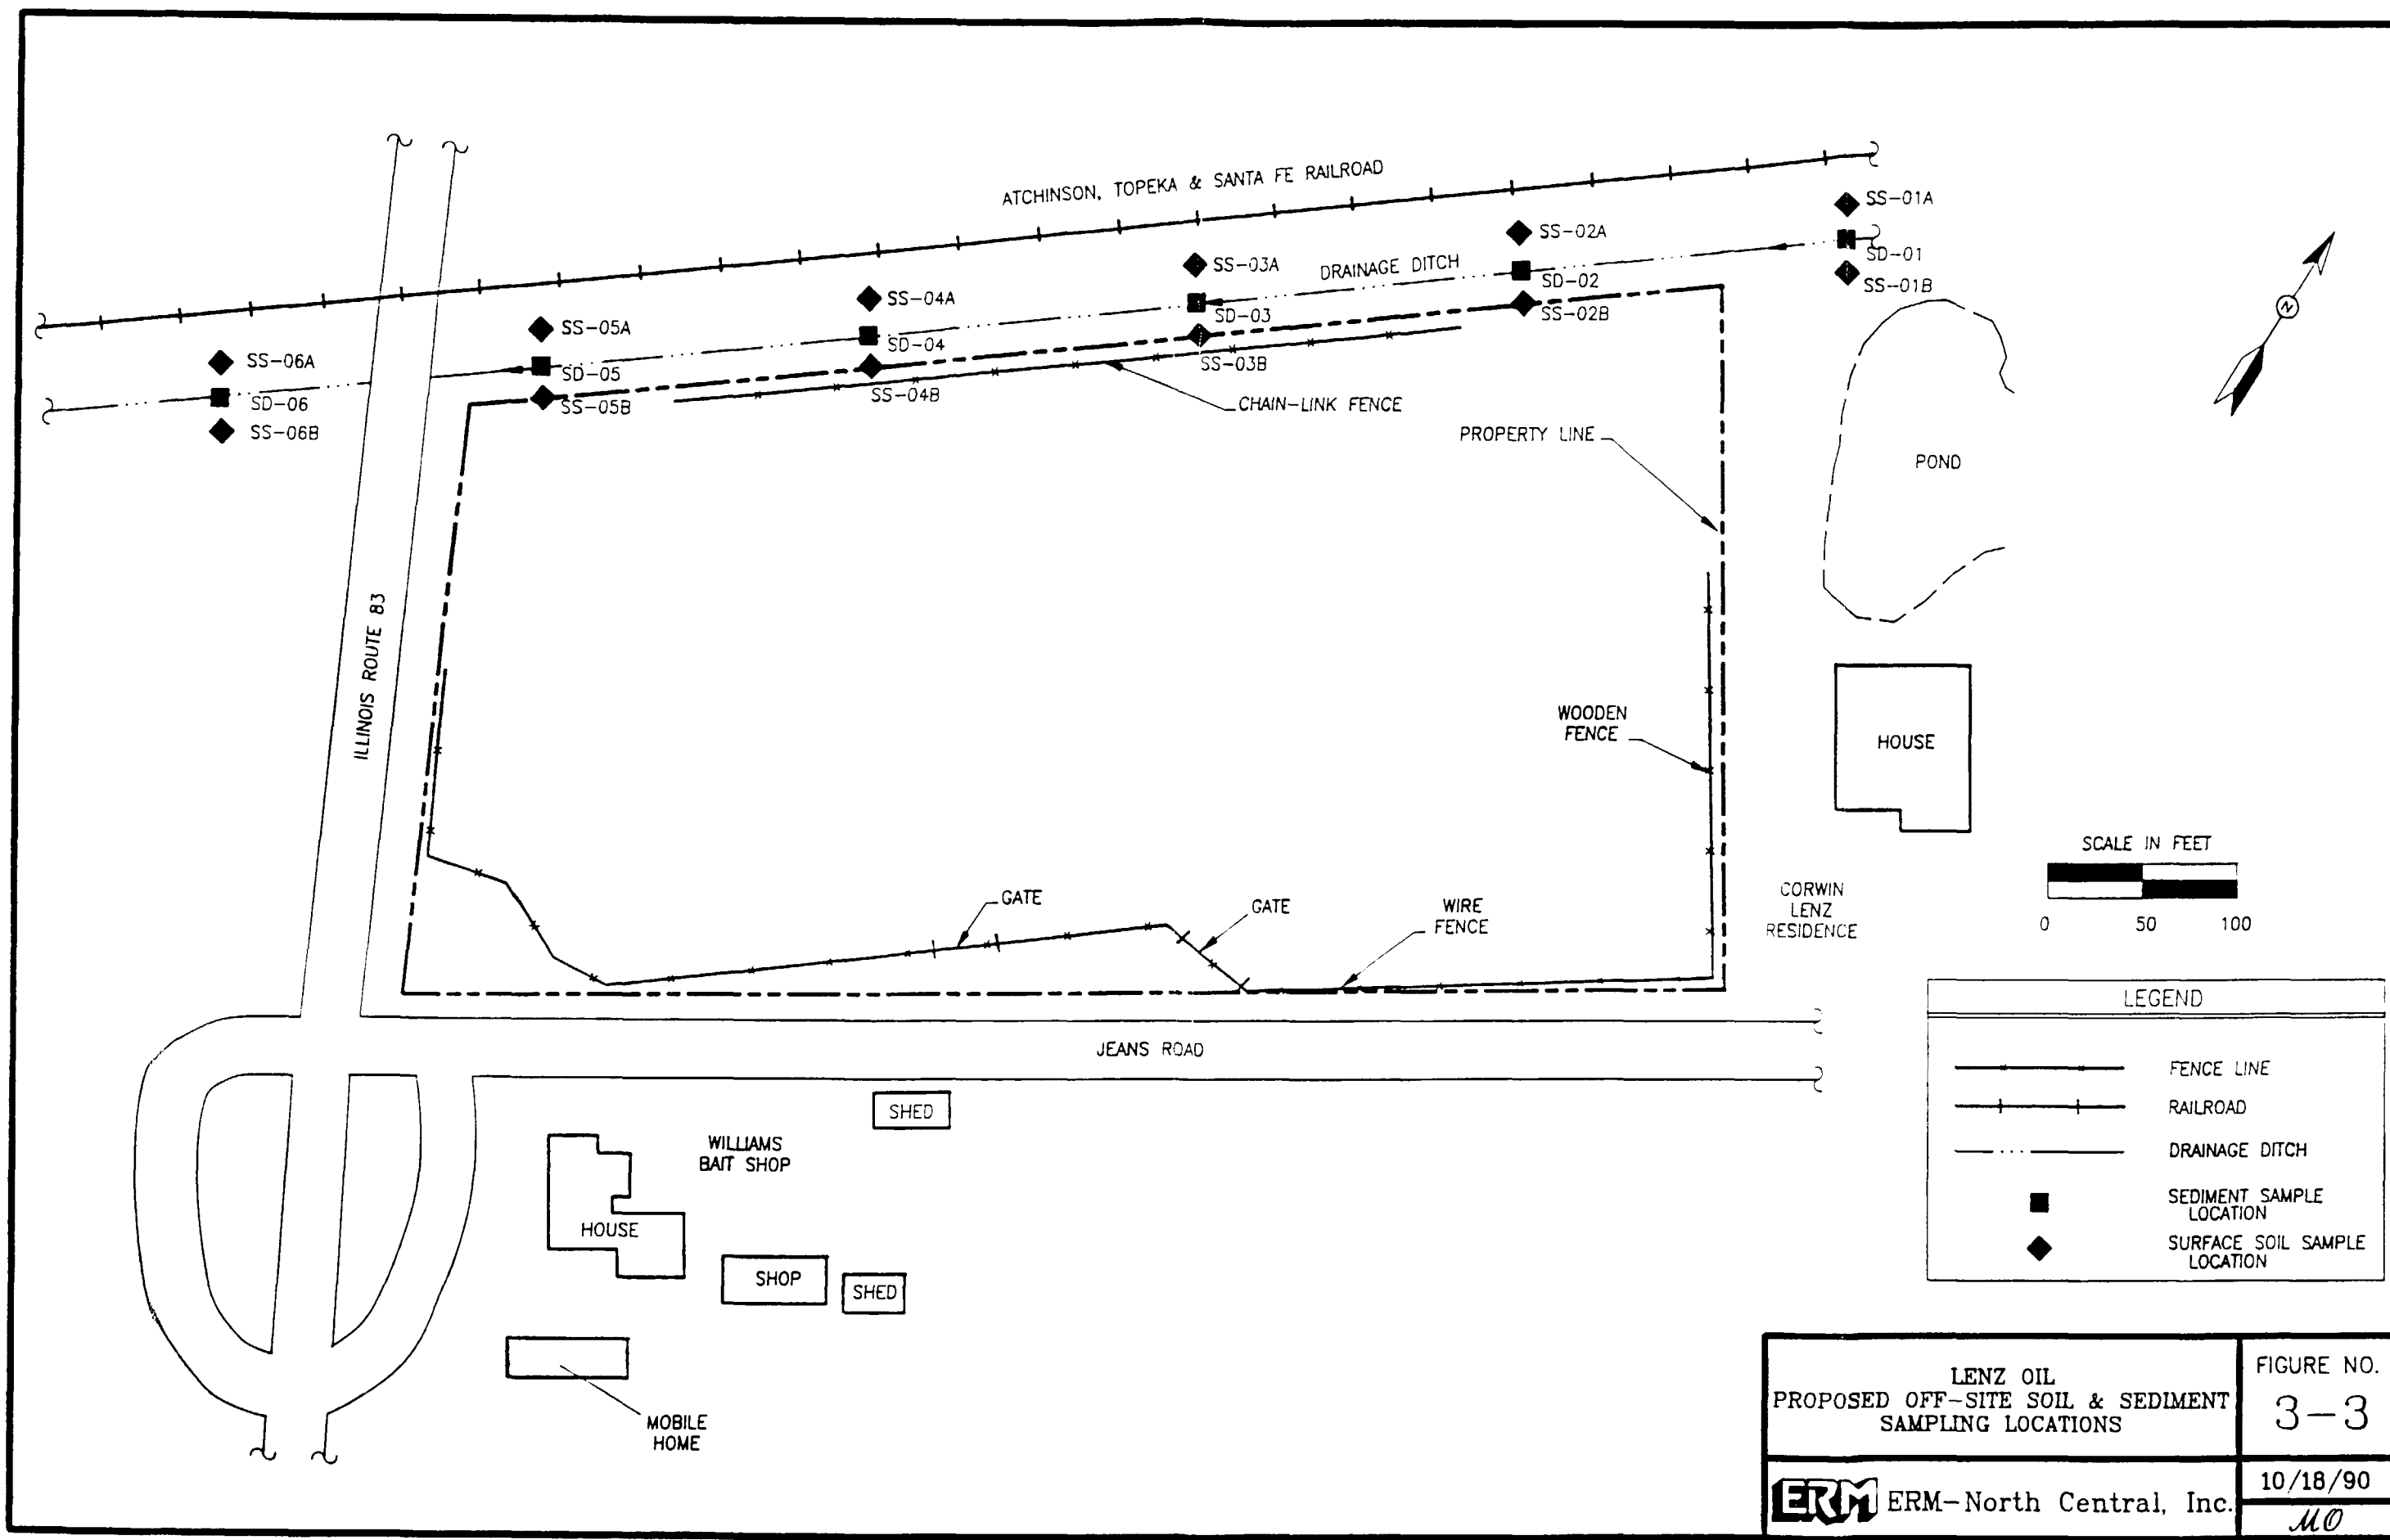 ATCHINSON, TOPEKA & SANTA FE RAILROAD
SS-01A
SD-01
SS-01B
SS-02A
SD-02
SS-02B
DRAINAGE DITCH
SS-03A
SD-03
SS-03B
SS-04A
SD-04
SS-04B
SS-05A
SD-05
SS-05B
SS-06A
SD-06
SS-06B
CHAIN-LINK FENCE
PROPERTY LINE
N
POND
ILLINOIS ROUTE 83
WOODEN
FENCE
HOUSE
SCALE IN FEET
0 50 100
GATE
GATE
WIRE
FENCE
CORWIN
LENZ
RESIDENCE
JEANS ROAD
SHED
WILLIAMS
BAIT SHOP
HOUSE
SHOP
SHED
MOBILE
HOME
LEGEND
FENCE LINE
RAILROAD
DRAINAGE DITCH
SEDIMENT SAMPLE
LOCATION
SURFACE SOIL SAMPLE
LOCATION
LENZ OIL
PROPOSED OFF-SITE SOIL & SEDIMENT
SAMPLING LOCATIONS
FIGURE NO.
3-3
ERM ERM-North Central, Inc.
10/18/90
MO